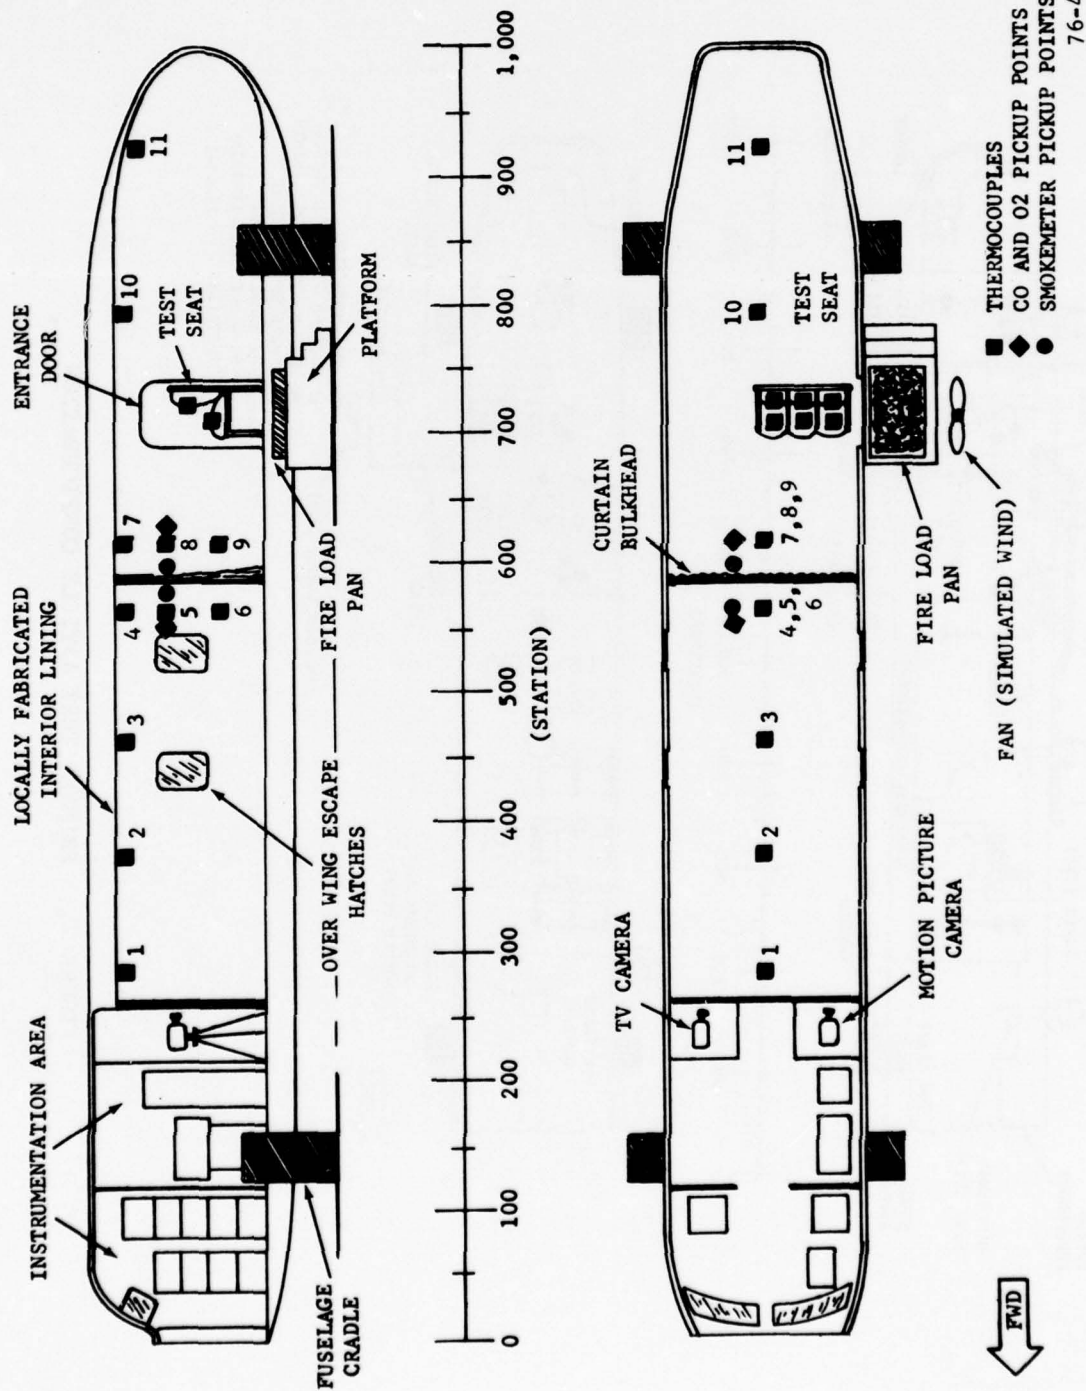 INSTRUMENTATION AREA
LOCALLY FABRICATED
INTERIOR LINING
ENTRANCE
DOOR
1
2
3
4
5
6
7
8
9
10
11
TEST
SEAT
PLATFORM
FIRE LOAD
PAN
OVER WING ESCAPE
HATCHES
FUSELAGE
CRADLE
0
100
200
300
400
500
600
700
800
900
1,000
(STATION)
TV CAMERA
MOTION PICTURE
CAMERA
CURTAIN
BULKHEAD
1
2
3
4,5,
6
7,8,9
10
11
TEST
SEAT
FIRE LOAD
PAN
FAN (SIMULATED WIND)
FWD
THERMOCOUPLES
CO AND O2 PICKUP POINTS
SMOKEMETER PICKUP POINTS